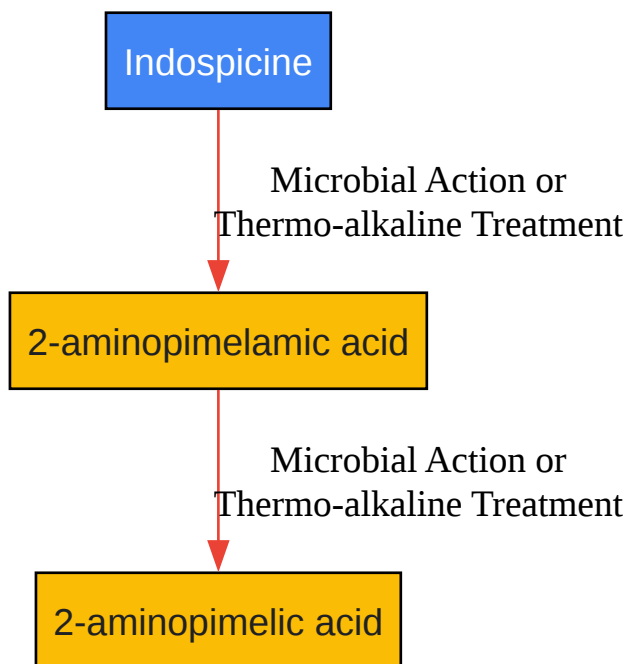 Indospicine
Microbial Action or
Thermo-alkaline Treatment
2-aminopimelamic acid
Microbial Action or
Thermo-alkaline Treatment
2-aminopimelic acid